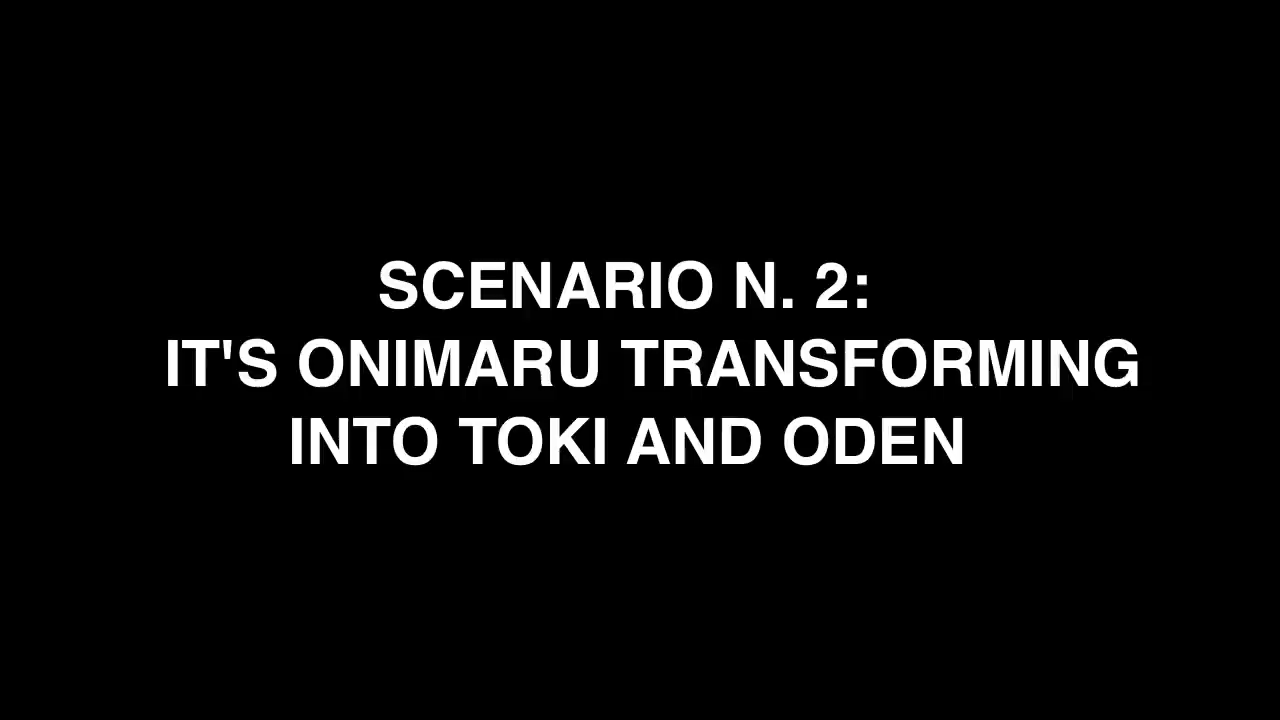 SCENARIO N. 2:
IT'S ONIMARU TRANSFORMING
INTO TOKI AND ODEN